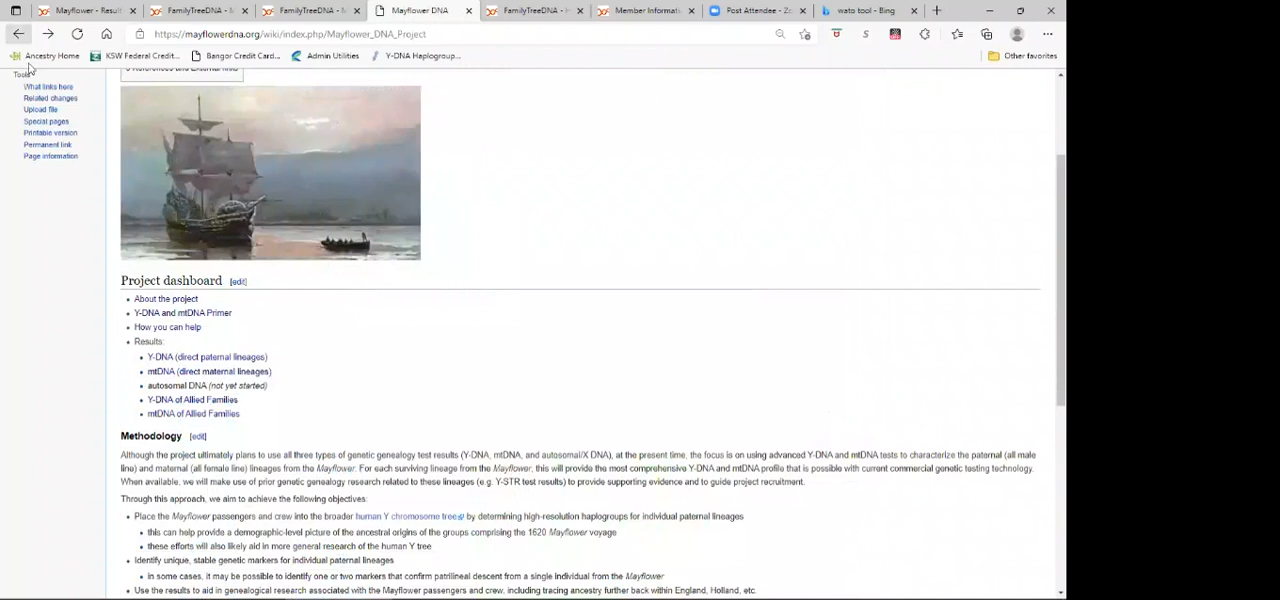 Mayflower - Resul
FamilyTreeDNA - M
FamilyTreeDNA - M
Mayflower DNA
FamilyTreeDNA - H
Member Informati
Post Attendee - Zo
wato tool - Bing
https://mayflowerdna.org/wiki/index.php/Mayflower_DNA_Project
Ancestry Home
KSW Federal Credit...
Bangor Credit Card...
Admin Utilities
Y-DNA Haplogroup...
Other favorites
Tools
What links here
Related changes
Upload file
Special pages
Printable version
Permanent link
Page information
Project dashboard [edit]
• About the project
• Y-DNA and mtDNA Primer
• How you can help
• Results:
• Y-DNA (direct paternal lineages)
• mtDNA (direct maternal lineages)
• autosomal DNA (not yet started)
• Y-DNA of Allied Families
• mtDNA of Allied Families
Methodology [edit]
Although the project ultimately plans to use all three types of genetic genealogy test results (Y-DNA, mtDNA, and autosomal/X DNA), at the present time, the focus is on using advanced Y-DNA and mtDNA tests to characterize the paternal (all male
line) and maternal (all female line) lineages from the Mayflower. For each surviving lineage from the Mayflower, this will provide the most comprehensive Y-DNA and mtDNA profile that is possible with current commercial genetic testing technology.
When available, we will make use of prior genetic genealogy research related to these lineages (e.g. Y-STR test results) to provide supporting evidence and to guide project recruitment.
Through this approach, we aim to achieve the following objectives:
• Place the Mayflower passengers and crew into the broader human Y chromosome tree by determining high-resolution haplogroups for individual paternal lineages
• this can help provide a demographic-level picture of the ancestral origins of the groups comprising the 1620 Mayflower voyage
• these efforts will also likely aid in more general research of the human Y tree
• Identify unique, stable genetic markers for individual paternal lineages
• in some cases, it may be possible to identify one or two markers that confirm patrilineal descent from a single individual from the Mayflower
• Use the results to aid in genealogical research associated with the Mayflower passengers and crew, including tracing ancestry further back within England, Holland, etc.